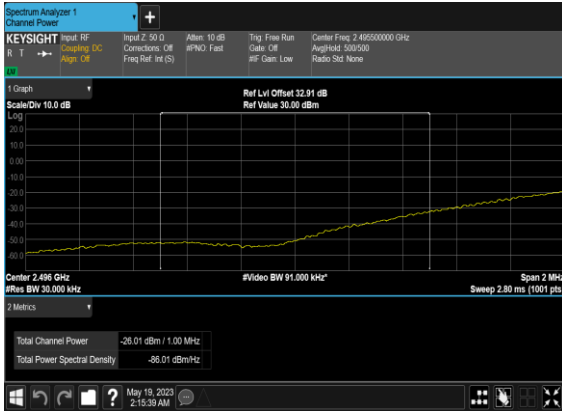 Spectrum Analyzer 1
Channel Power
+
KEYSIGHT Input: RF
R T Coupling: DC
Align: Off
Input Z: 50 Ω
Corrections: Off
Freq Ref: Int (S)
Atten: 10 dB
#PNO: Fast
Trig: Free Run
Gate: Off
#IF Gain: Low
Center Freq: 2.495500000 GHz
Avg|Hold: 500/500
Radio Std: None
1 Graph
Scale/Div 10.0 dB
Ref Lvl Offset 32.91 dB
Ref Value 30.00 dBm
Log
20.0
10.0
0.00
-10.0
-20.0
-30.0
-40.0
-50.0
-60.0
Center 2.496 GHz
#Video BW 91.000 kHz*
Span 2 MHz
#Res BW 30.000 kHz
Sweep 2.80 ms (1001 pts
2 Metrics
Total Channel Power -26.01 dBm / 1.00 MHz
Total Power Spectral Density -86.01 dBm/Hz
?
May 19, 2023
2:15:39 AM